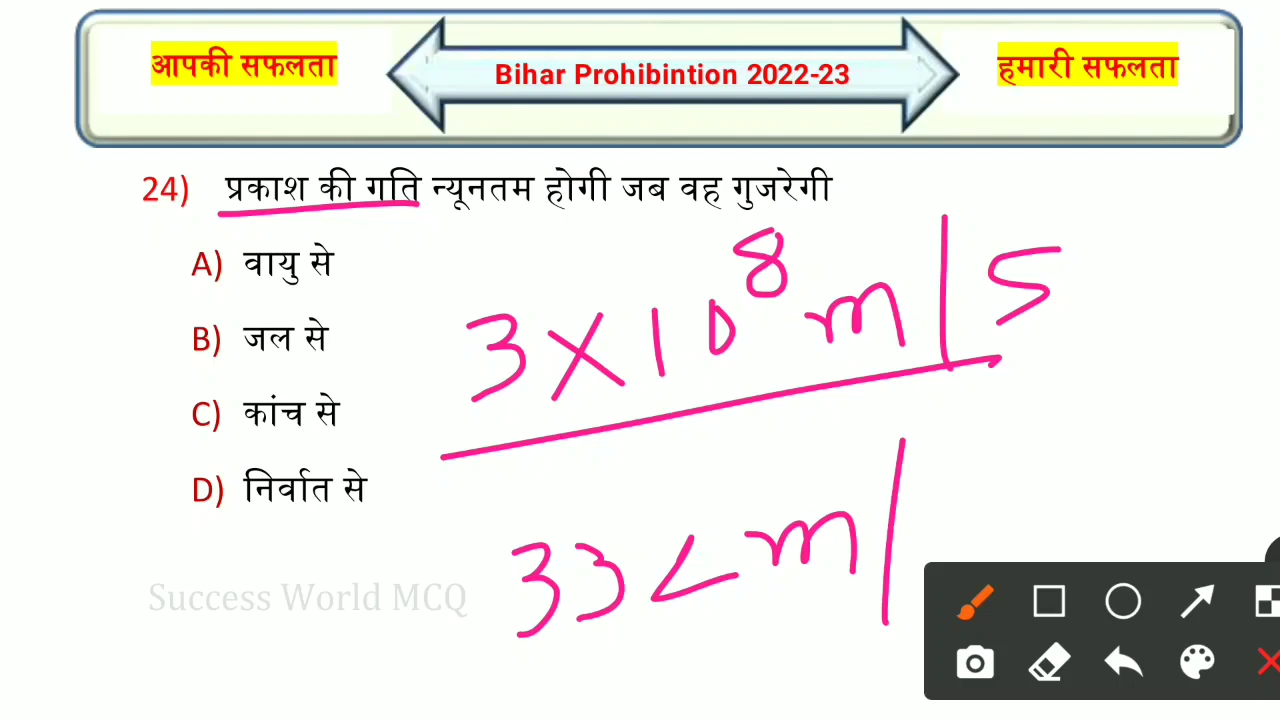 आपकी सफलता
Bihar Prohibintion 2022-23
हमारी सफलता
24) प्रकाश की गति न्यूनतम होगी जब वह गुजरेगी
A) वायु से
B) जल से
C) कांच से
D) निर्वात से
3×10⁸ m/s
33< m/
Success World MCQ